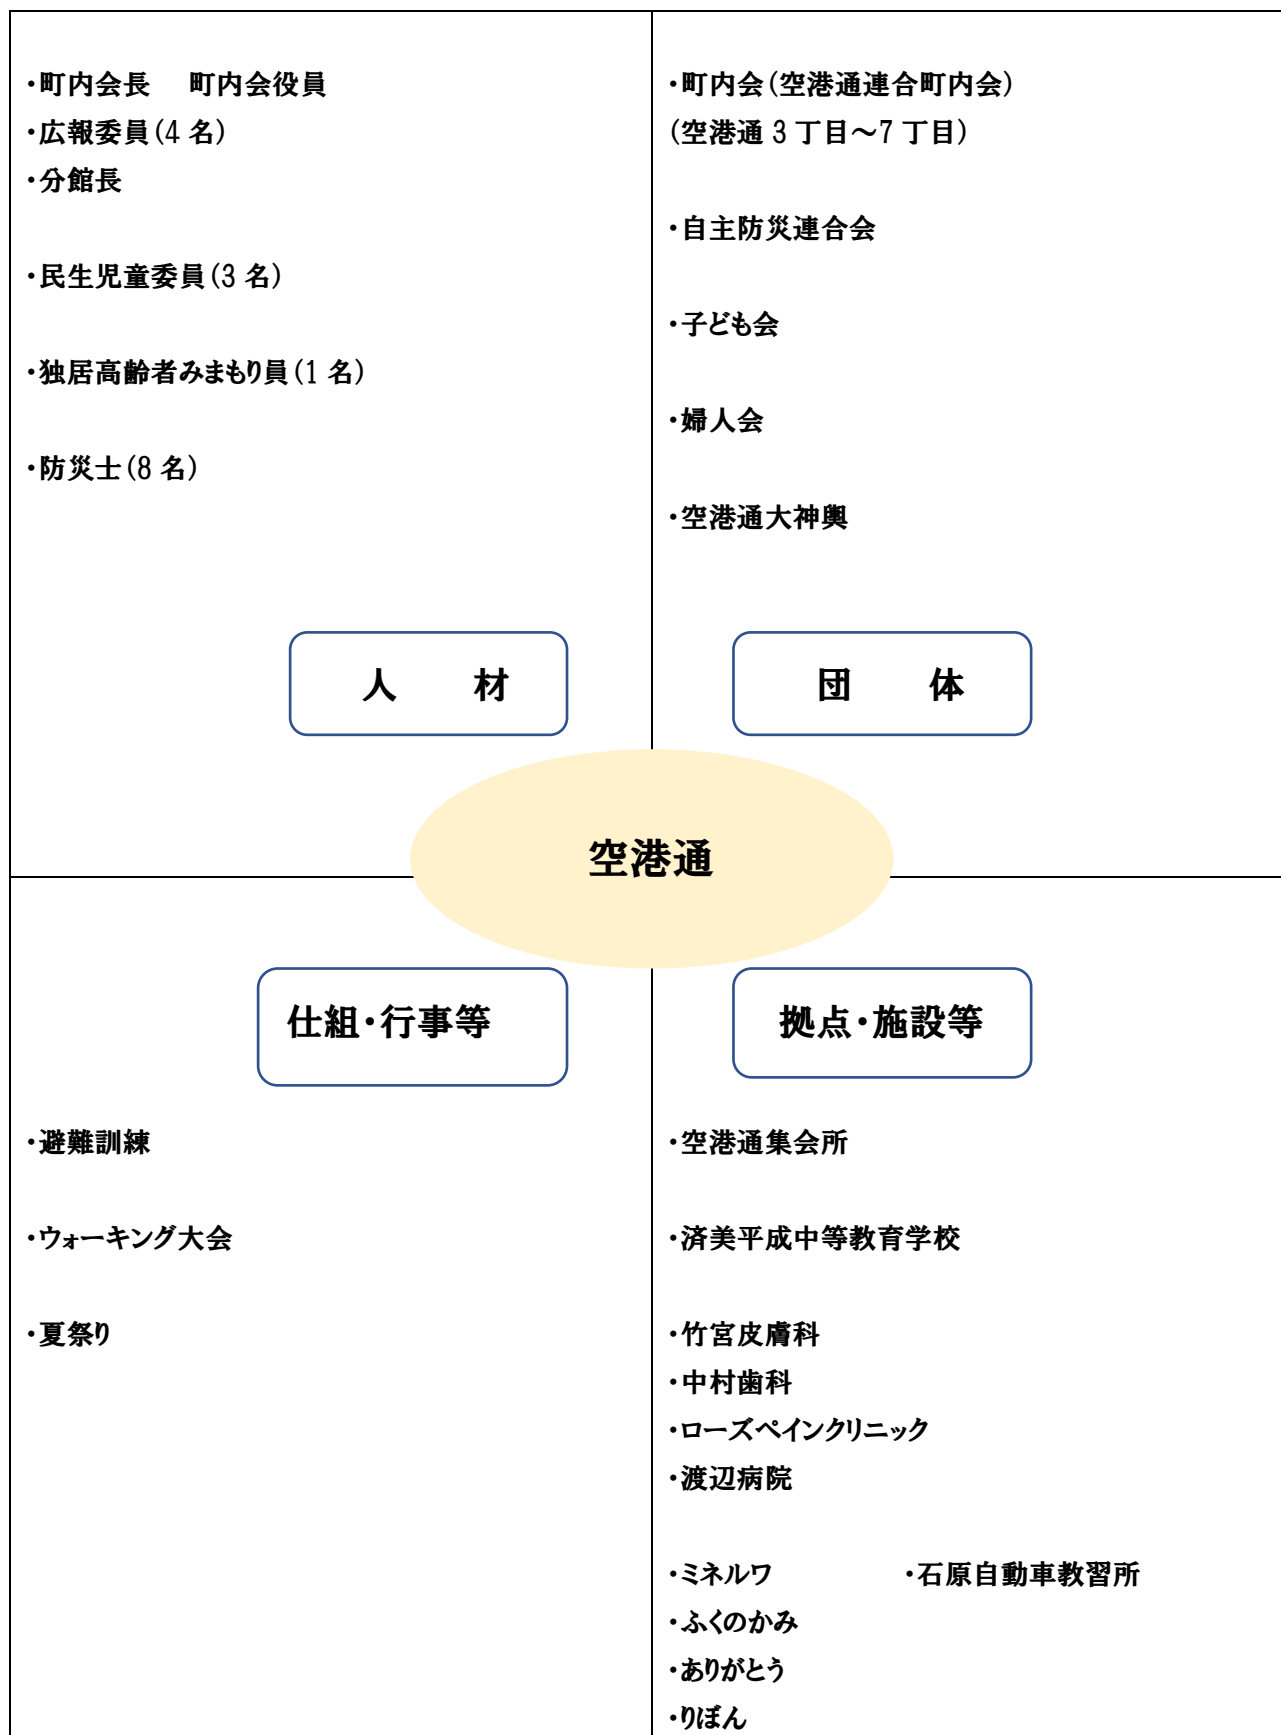 ・町内会長　町内会役員
・広報委員（4 名）
・分館長
・民生児童委員（3 名）
・独居高齢者みまもり員（1 名）
・防災士（8 名）
人　材
・町内会（空港通連合町内会）
（空港通 3 丁目～7 丁目）
・自主防災連合会
・子ども会
・婦人会
・空港通大神輿
団　体
空港通
仕組・行事等
・避難訓練
・ウォーキング大会
・夏祭り
拠点・施設等
・空港通集会所
・済美平成中等教育学校
・竹宮皮膚科
・中村歯科
・ローズペインクリニック
・渡辺病院
・ミネルワ　　　　・石原自動車教習所
・ふくのかみ
・ありがとう
・りぼん